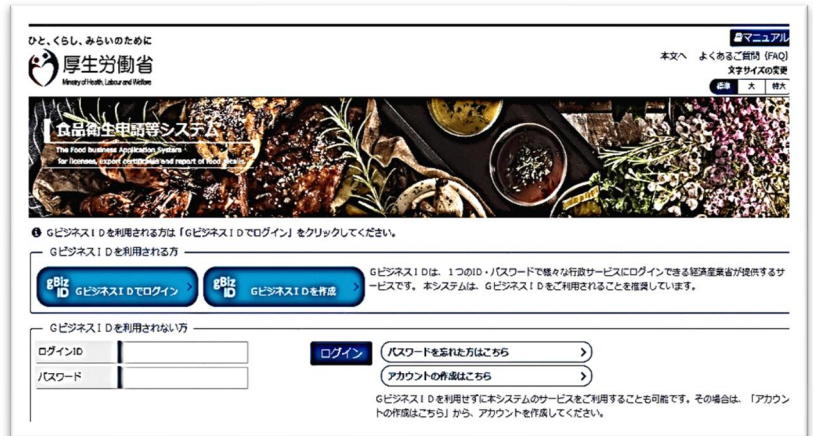 ひと、くらし、みらいのために
厚生労働省
Ministry of Health, Labour and Welfare
マニュアル
本文へ よくあるご質問 (FAQ)
文字サイズの変更
標準 大 特大
食品衛生申請等システム
The Food business Application System
for licenses, export certificates and report of food recalls.
GビジネスIDを利用される方は「GビジネスIDでログイン」をクリックしてください。
GビジネスIDを利用される方
gBiz ID GビジネスIDでログイン
gBiz ID GビジネスIDを作成
GビジネスIDは、1つのID・パスワードで様々な行政サービスにログインできる経済産業省が提供するサ
ービスです。 本システムは、GビジネスIDをご利用されることを推奨しています。
GビジネスIDを利用されない方
ログインID
パスワード
ログイン
パスワードを忘れた方はこちら
アカウントの作成はこちら
GビジネスIDを利用せずに本システムのサービスをご利用することも可能です。その場合は、「アカウン
トの作成はこちら」から、アカウントを作成してください。